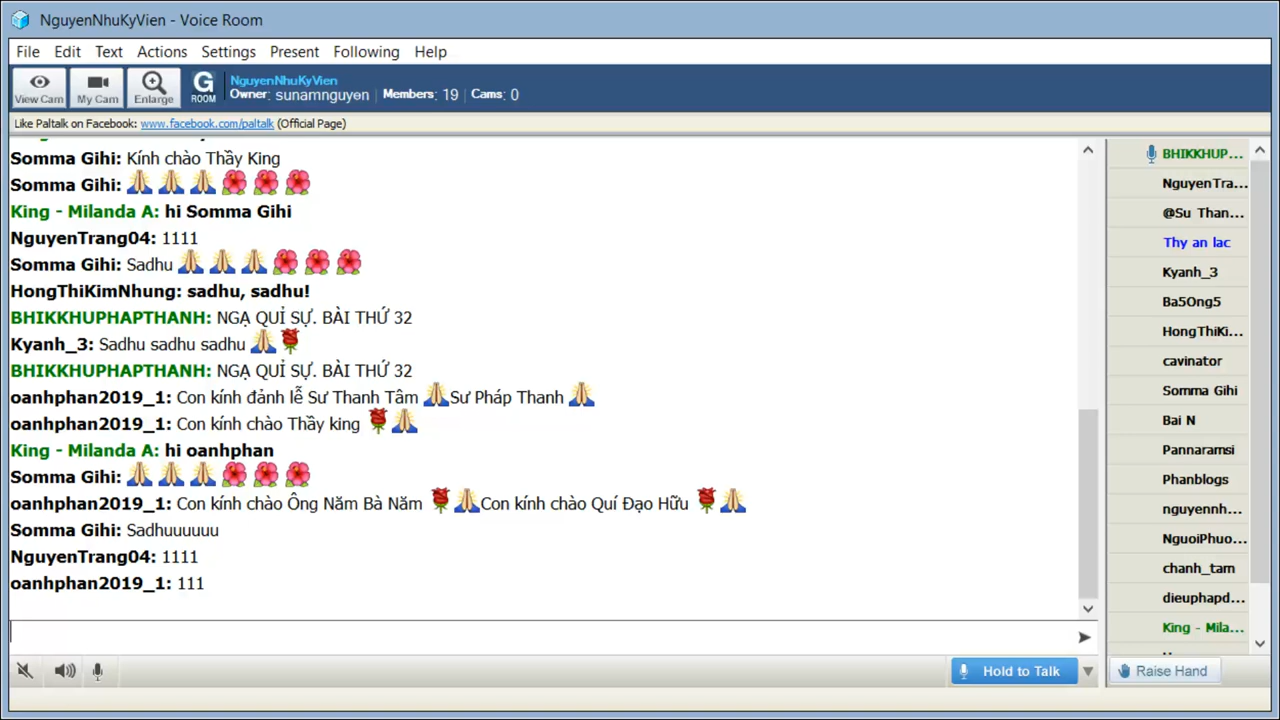 NguyenNhuKyVien - Voice Room
File Edit Text Actions Settings Present Following Help
View Cam My Cam Enlarge G ROOM
NguyenNhuKyVien
Owner: sunamnguyen Members: 19 Cams: 0
Like Paltalk on Facebook: www.facebook.com/paltalk (Official Page)
Somma Gihi: Kính chào Thầy King
Somma Gihi:
King - Milanda A: hi Somma Gihi
NguyenTrang04: 1111
Somma Gihi: Sadhu
HongThiKimNhung: sadhu, sadhu!
BHIKKHUPHAPTHANH: NGẠ QUỈ SỰ. BÀI THỨ 32
Kyanh_3: Sadhu sadhu sadhu
BHIKKHUPHAPTHANH: NGẠ QUỈ SỰ. BÀI THỨ 32
oanhphan2019_1: Con kính đảnh lễ Sư Thanh Tâm Sư Pháp Thanh
oanhphan2019_1: Con kính chào Thầy king
King - Milanda A: hi oanhphan
Somma Gihi:
oanhphan2019_1: Con kính chào Ông Năm Bà Năm Con kính chào Quí Đạo Hữu
Somma Gihi: Sadhuuuuuu
NguyenTrang04: 1111
oanhphan2019_1: 111
Hold to Talk
BHIKKHUP...
NguyenTra...
@Su Than...
Thy an lac
Kyanh_3
Ba5Ong5
HongThiKi...
cavinator
Somma Gihi
Bai N
Pannaramsi
Phanblogs
nguyennh...
NguoiPhuo...
chanh_tam
dieuphapd...
King - Mila...
Raise Hand